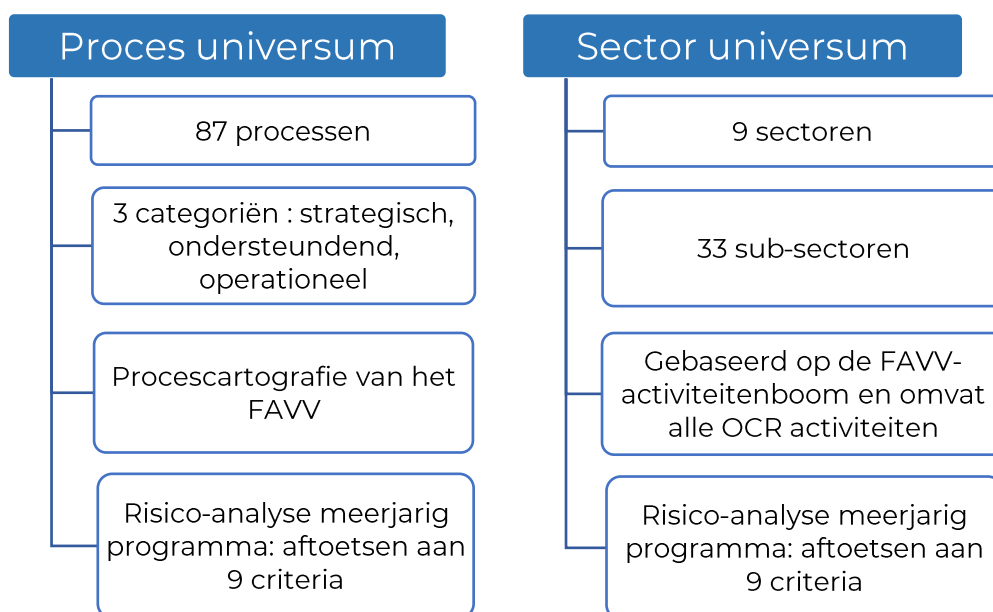 Proces universum
87 processen
3 categoriën : strategisch,
ondersteundend,
operationeel
Procescartografie van het
FAVV
Risico-analyse meerjarig
programma: aftoetsen aan
9 criteria
Sector universum
9 sectoren
33 sub-sectoren
Gebaseerd op de FAVV-
activiteitenboom en omvat
alle OCR activiteiten
Risico-analyse meerjarig
programma: aftoetsen aan
9 criteria